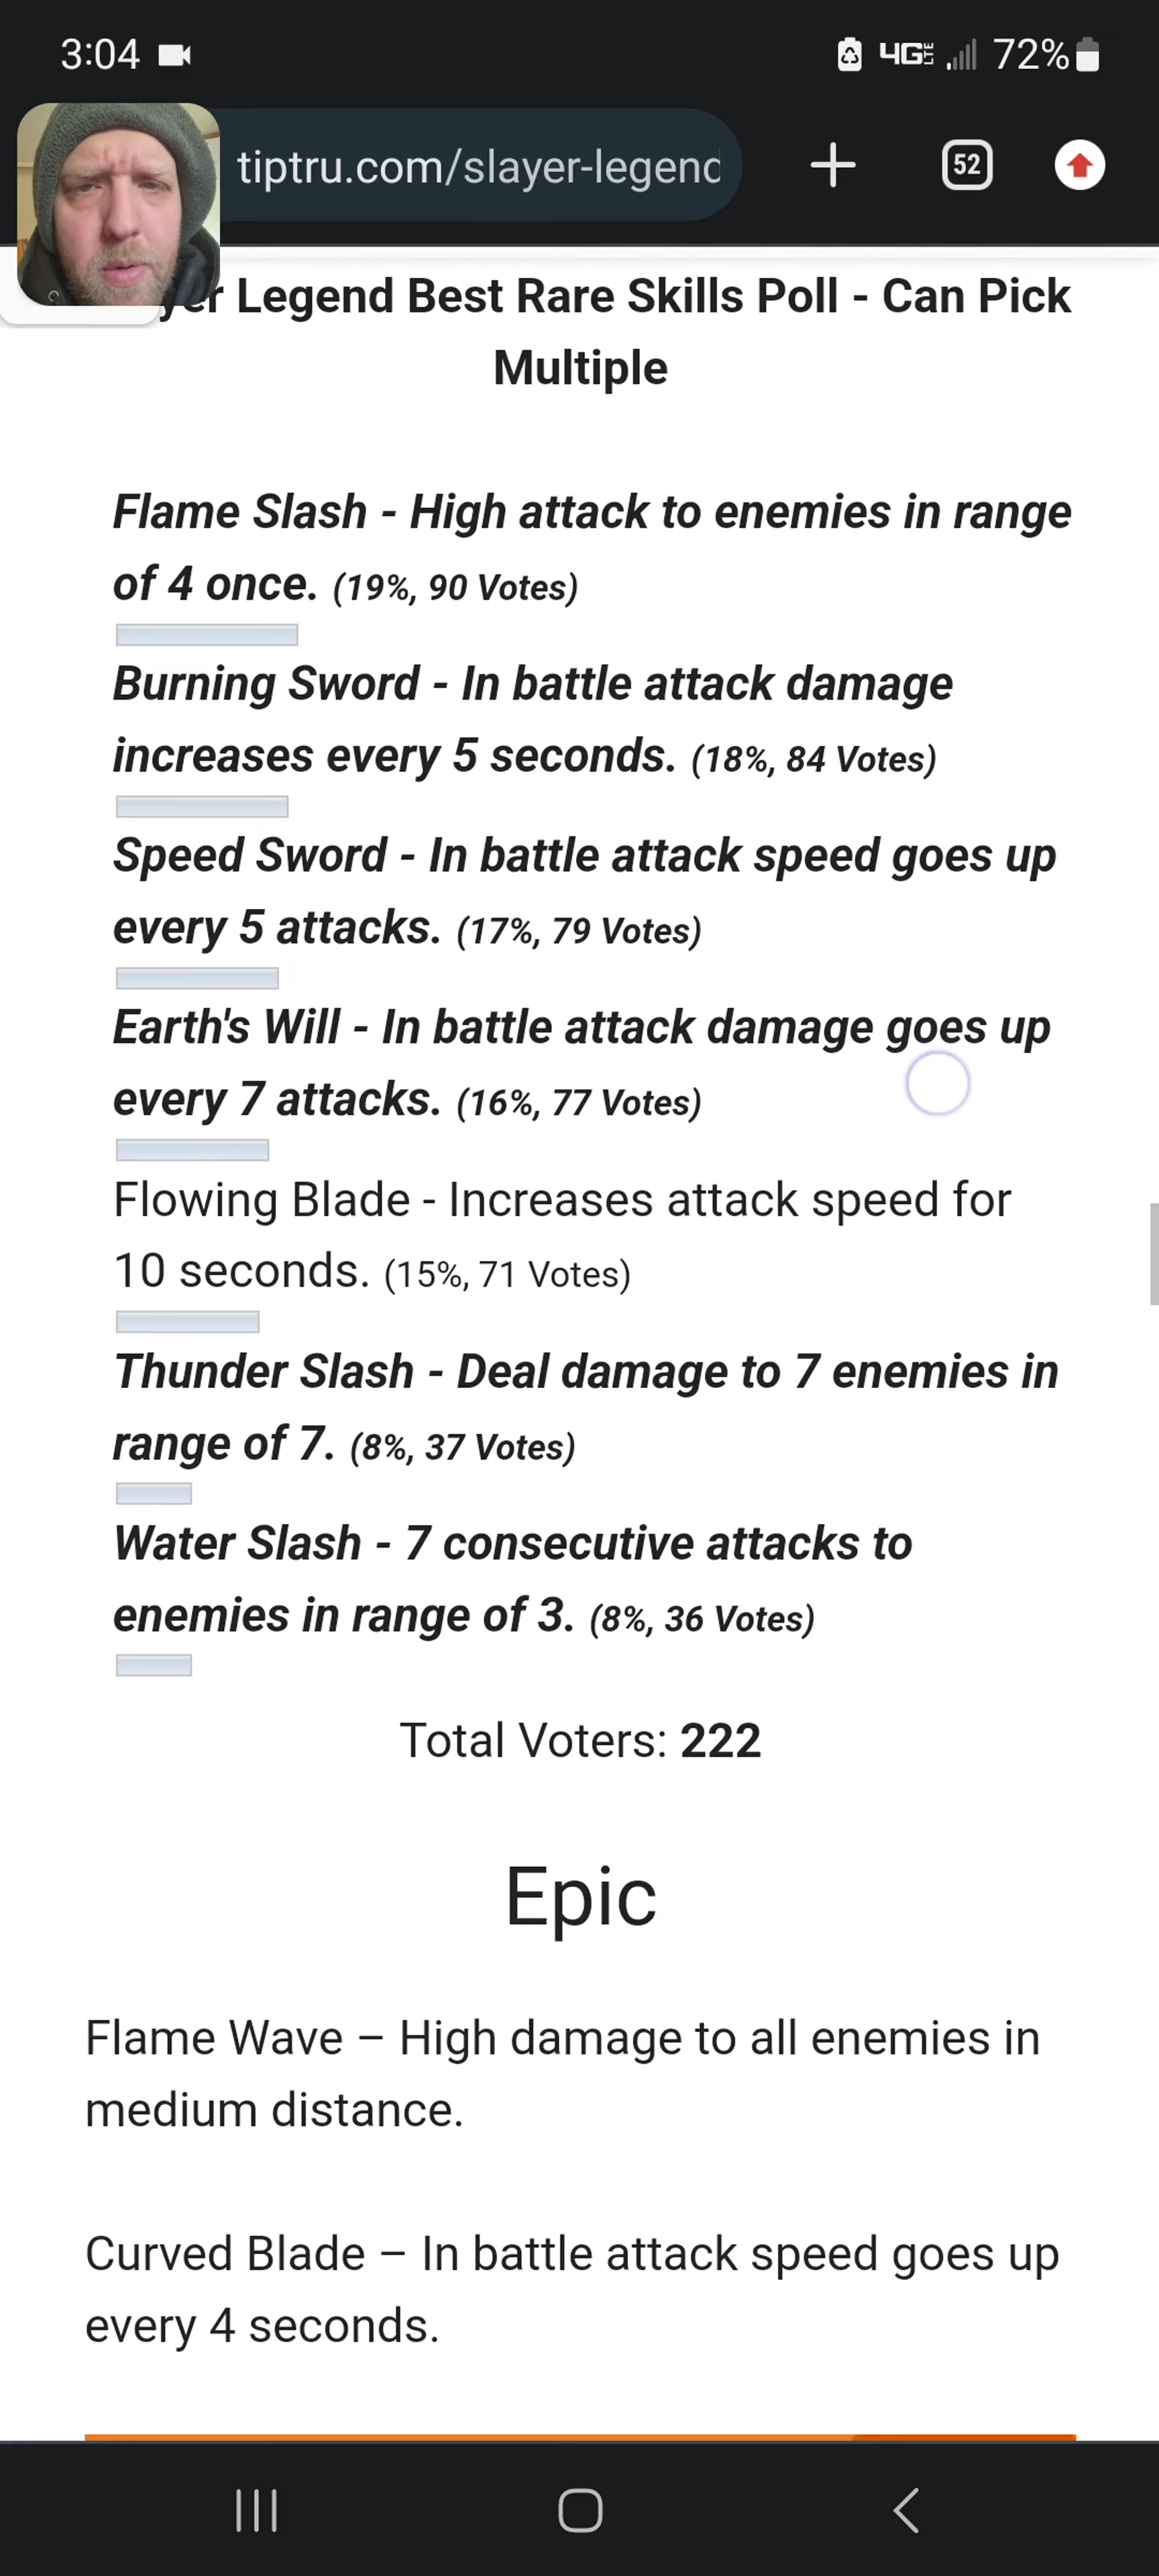 3:04
4G LTE 72%
tiptru.com/slayer-legend
52
yer Legend Best Rare Skills Poll - Can Pick
Multiple
Flame Slash - High attack to enemies in range
of 4 once. (19%, 90 Votes)
Burning Sword - In battle attack damage
increases every 5 seconds. (18%, 84 Votes)
Speed Sword - In battle attack speed goes up
every 5 attacks. (17%, 79 Votes)
Earth's Will - In battle attack damage goes up
every 7 attacks. (16%, 77 Votes)
Flowing Blade - Increases attack speed for
10 seconds. (15%, 71 Votes)
Thunder Slash - Deal damage to 7 enemies in
range of 7. (8%, 37 Votes)
Water Slash - 7 consecutive attacks to
enemies in range of 3. (8%, 36 Votes)
Total Voters: 222
Epic
Flame Wave – High damage to all enemies in
medium distance.
Curved Blade – In battle attack speed goes up
every 4 seconds.